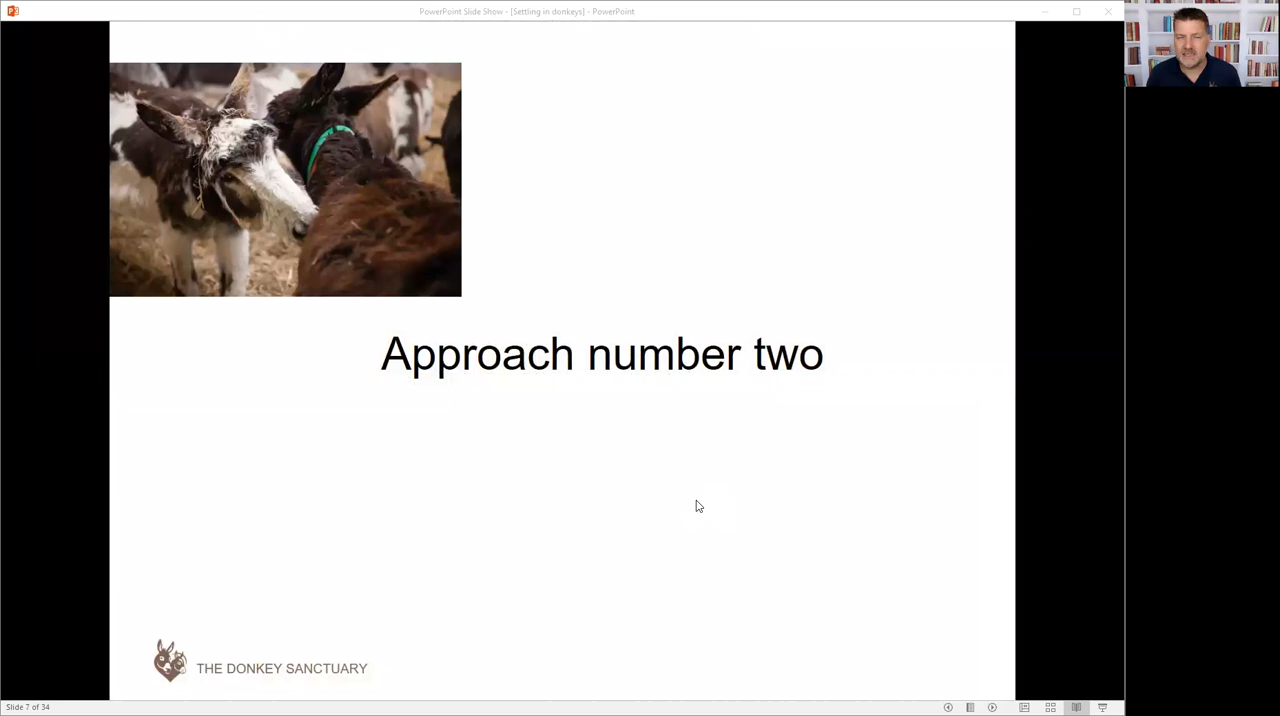 PowerPoint Slide Show - [Settling in donkeys] - PowerPoint
Approach number two
THE DONKEY SANCTUARY
Slide 7 of 34